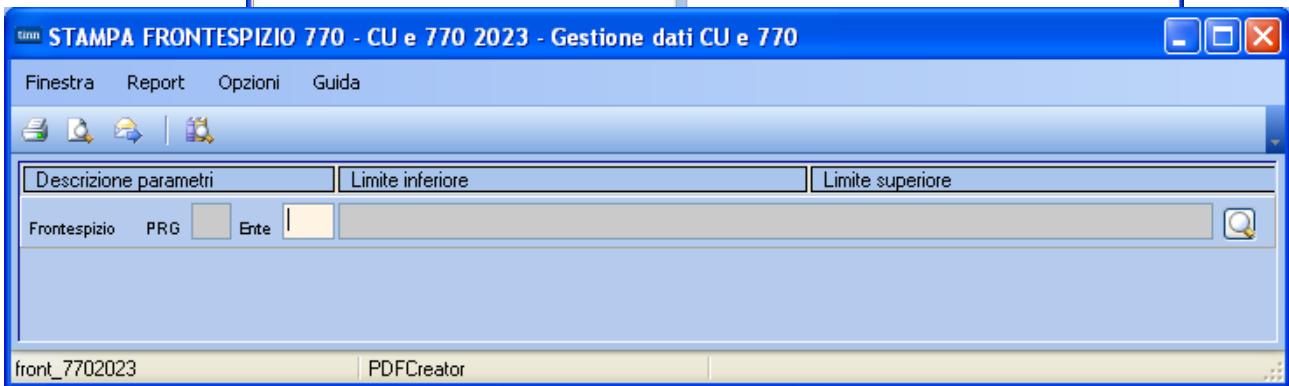 tinn STAMPA FRONTESPIZIO 770 - CU e 770 2023 - Gestione dati CU e 770
Finestra Report Opzioni Guida
Descrizione parametri Limite inferiore Limite superiore
Frontespizio PRG Ente
front_7702023 PDFCreator